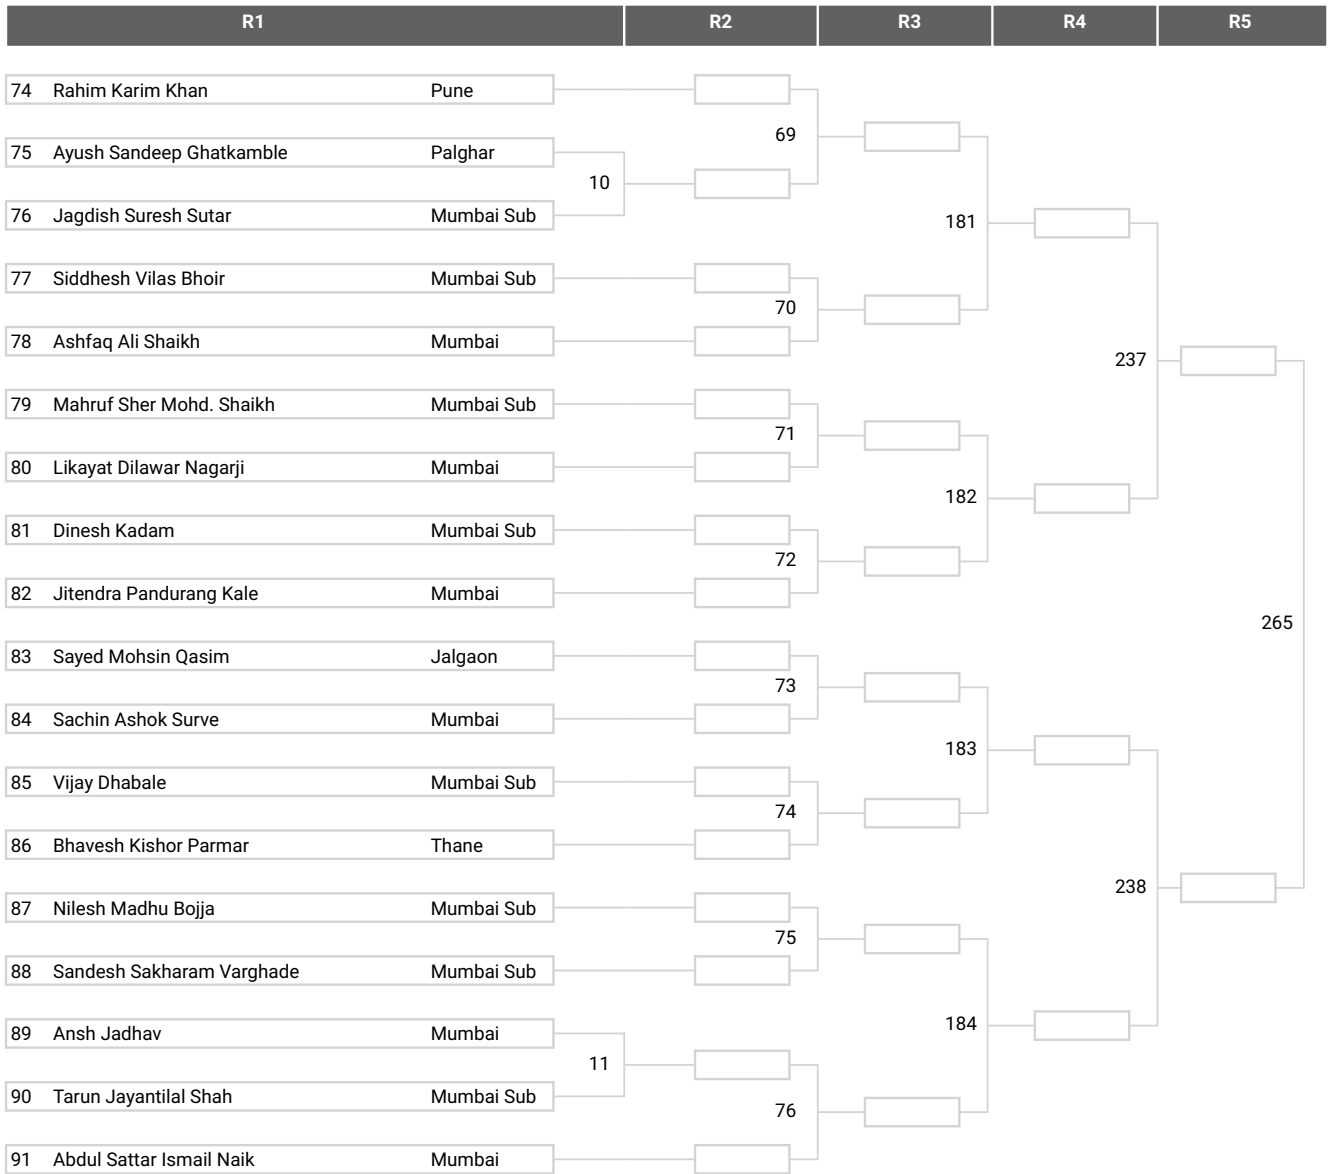 R1 R2 R3 R4 R5
74 Rahim Karim Khan Pune
69
75 Ayush Sandeep Ghatkamble Palghar
10
76 Jagdish Suresh Sutar Mumbai Sub
181
77 Siddhesh Vilas Bhoir Mumbai Sub
70
78 Ashfaq Ali Shaikh Mumbai
237
79 Mahruf Sher Mohd. Shaikh Mumbai Sub
71
80 Likayat Dilawar Nagarji Mumbai
182
81 Dinesh Kadam Mumbai Sub
72
82 Jitendra Pandurang Kale Mumbai
265
83 Sayed Mohsin Qasim Jalgaon
73
84 Sachin Ashok Surve Mumbai
183
85 Vijay Dhabale Mumbai Sub
74
86 Bhavesh Kishor Parmar Thane
238
87 Nilesh Madhu Bojja Mumbai Sub
75
88 Sandesh Sakharam Varghade Mumbai Sub
184
89 Ansh Jadhav Mumbai
11
90 Tarun Jayantilal Shah Mumbai Sub
76
91 Abdul Sattar Ismail Naik Mumbai